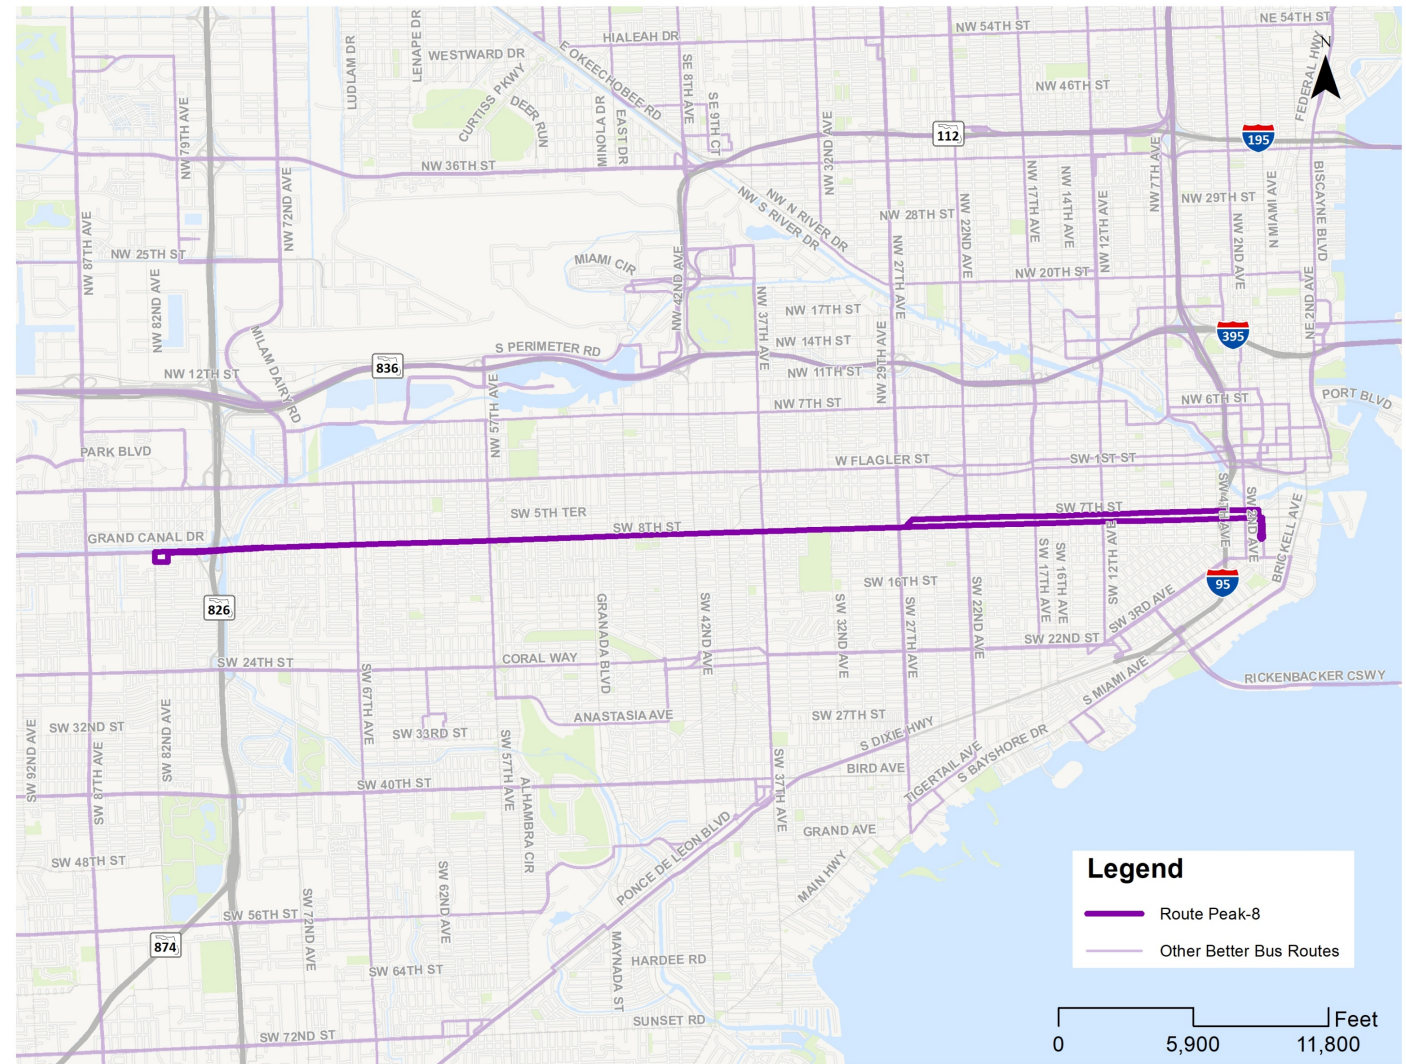 NE 54TH ST
NW 54TH ST
HIALEAH DR
LUDLAM DR
LENAPE DR
WESTWARD DR
E OKEECHOBEE RD
N
FEDERAL HWY
CURTISS PKWY
DEER RUN
MINOLA DR
EAST DR
SE 8TH AVE
SE 9TH CT
NW 46TH ST
NW 79TH AVE
NW 32ND AVE
112
195
NW 36TH ST
NW 7TH AVE
NW 72ND AVE
NW 87TH AVE
NW N RIVER DR
NW S RIVER DR
NW 28TH ST
NW 22ND AVE
NW 17TH AVE
NW 14TH AVE
NW 12TH AVE
NW 29TH ST
NW 2ND AVE
N MIAMI AVE
BISCAYNE BLVD
NW 25TH ST
MIAMI CIR
NW 42ND AVE
NW 27TH AVE
NW 20TH ST
NW 82ND AVE
NW 37TH AVE
NW 17TH ST
NE 2ND AVE
MILAM DAIRY RD
S PERIMETER RD
NW 14TH ST
NW 29TH AVE
395
836
NW 12TH ST
NW 11TH ST
NW 57TH AVE
NW 7TH ST
NW 6TH ST
PORT BLVD
PARK BLVD
W FLAGLER ST
SW 1ST ST
SW 5TH TER
SW 8TH ST
SW 7TH ST
SW 4TH AVE
SW 2ND AVE
BRICKELL AVE
GRAND CANAL DR
826
GRANADA BLVD
SW 42ND AVE
SW 32ND AVE
SW 16TH ST
SW 27TH AVE
SW 22ND AVE
SW 17TH AVE
SW 16TH AVE
SW 12TH AVE
SW 3RD AVE
95
SW 22ND ST
SW 24TH ST
CORAL WAY
SW 67TH AVE
S MIAMI AVE
RICKENBACKER CSWY
SW 92ND AVE
SW 32ND ST
SW 87TH AVE
SW 82ND AVE
SW 33RD ST
ANASTASIA AVE
SW 27TH ST
S DIXIE HWY
SW 57TH AVE
ALHAMBRA CIR
SW 37TH AVE
BIRD AVE
TIGERTAIL AVE
S BAYSHORE DR
SW 40TH ST
SW 48TH ST
SW 62ND AVE
PONCE DE LEON BLVD
GRAND AVE
MAIN HWY
SW 56TH ST
SW 72ND AVE
874
SW 64TH ST
MAYNADA ST
HARDEE RD
SUNSET RD
SW 72ND ST
Legend
Route Peak-8
Other Better Bus Routes
Feet
0 5,900 11,800